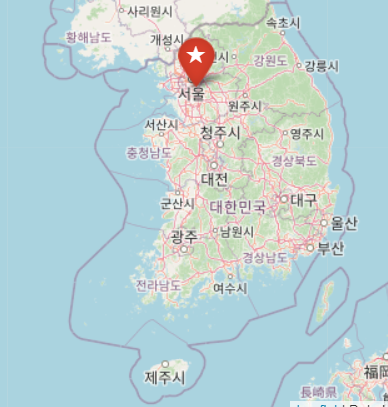 사리원시
속초시
황해남도
개성시
강원도
강릉시
서울
원주시
서산시
청주시
영주시
충청남도
경상북도
대전
군산시
대한민국
대구
울산
광주
남원시
부산
경상남도
전라남도
여수시
제주시
福岡
長崎県